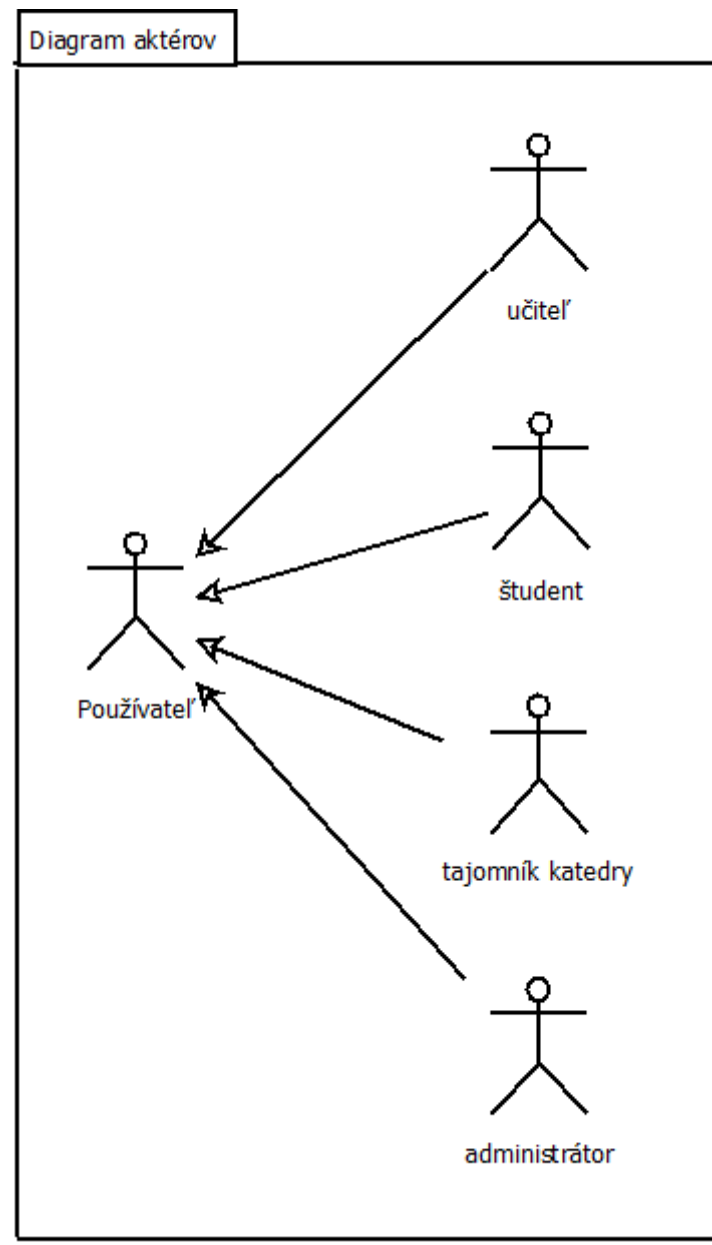 Diagram aktérov
učiteľ
študent
Používateľ
tajomník katedry
administrátor